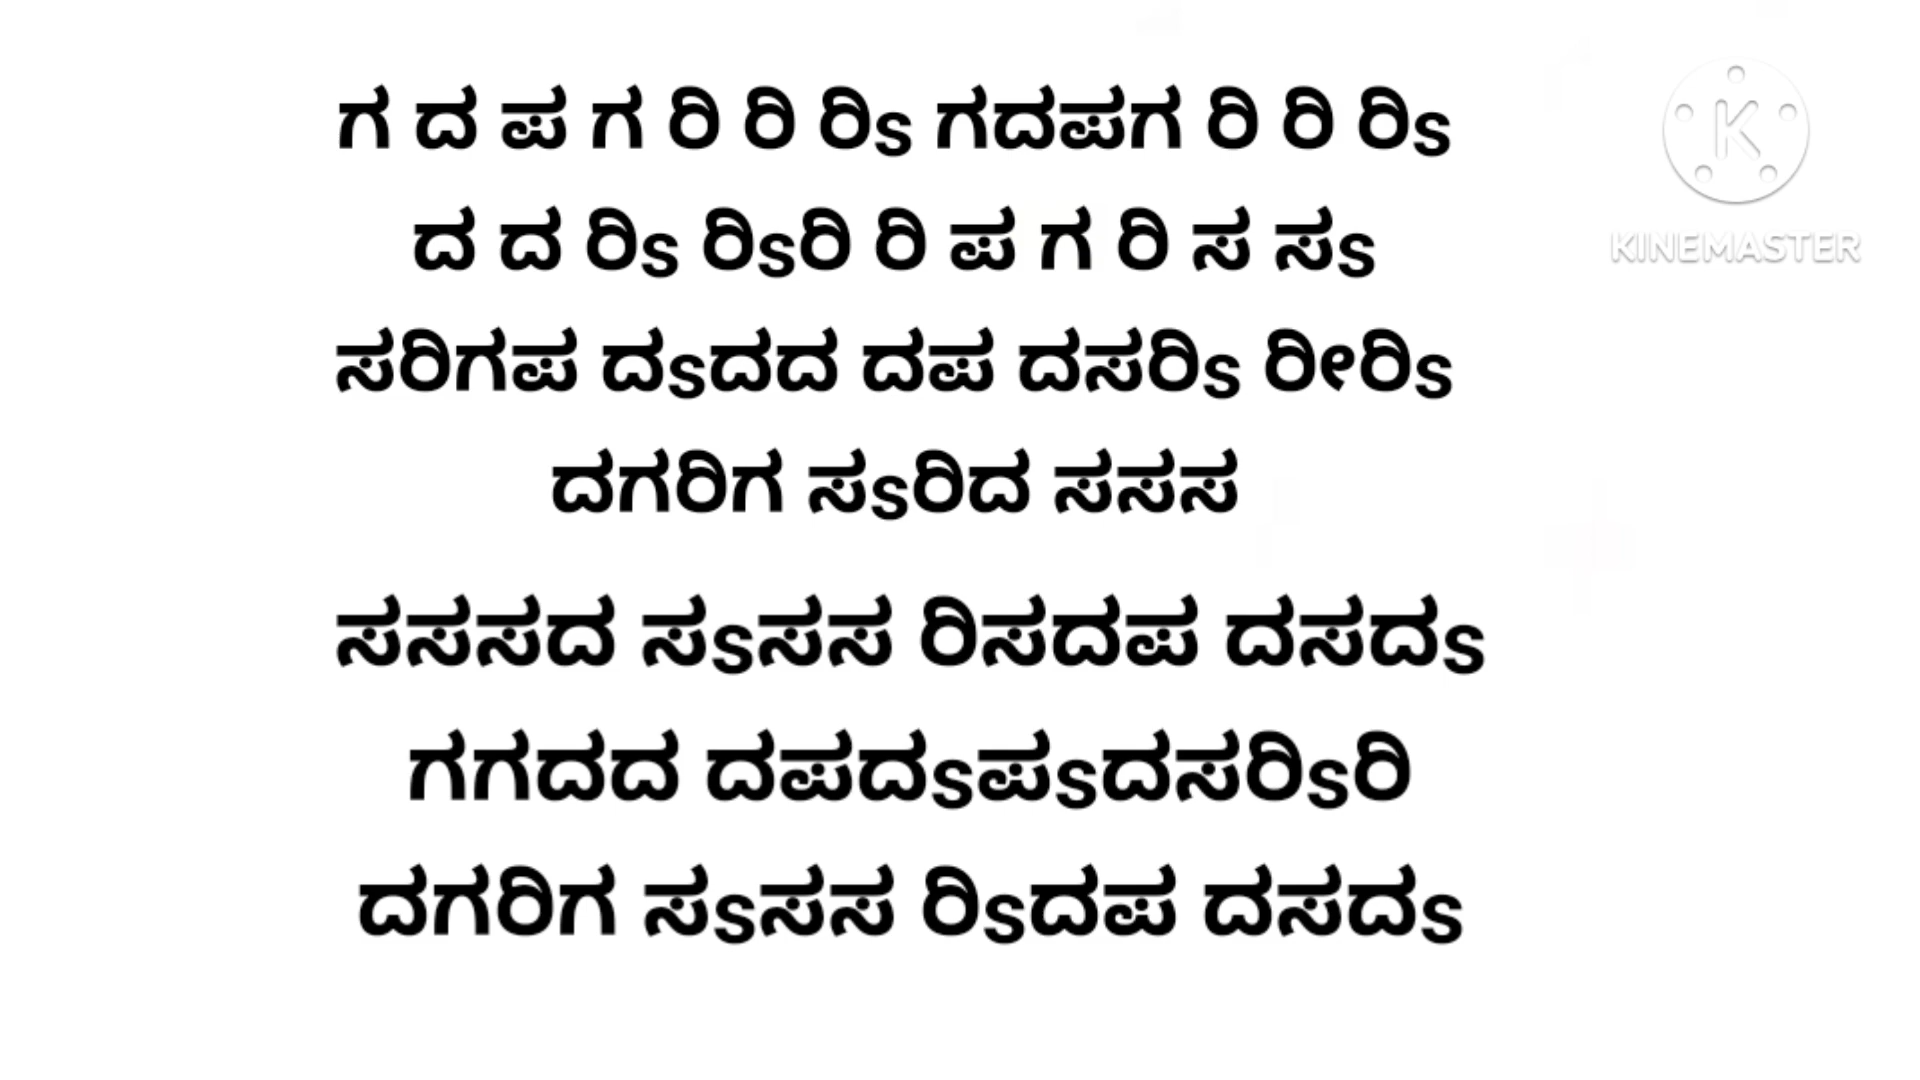 ಗ ದ ಪ ಗ ರಿ ರಿ ರಿs ಗದಪಗ ರಿ ರಿ ರಿs
ದ ದ ರಿs ರಿsರಿ ರಿ ಪ ಗ ರಿ ಸ ಸs
ಸರಿಗಪ ದsದದ ದಪ ದಸರಿs ರೀರಿs
ದಗರಿಗ ಸsರಿದ ಸಸಸ
ಸಸಸದ ಸsಸಸ ರಿಸದಪ ದಸದs
ಗಗದದ ದಪದsಪsದಸರಿsರಿ
ದಗರಿಗ ಸsಸಸ ರಿsದಪ ದಸದs
K
KINEMASTER